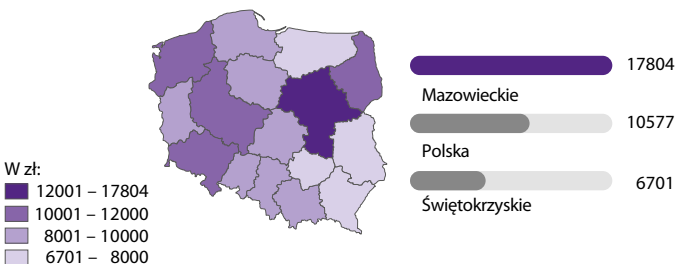 W zł:
12001 – 17804
10001 – 12000
8001 – 10000
6701 – 8000
17804
Mazowieckie
10577
Polska
6701
Świętokrzyskie